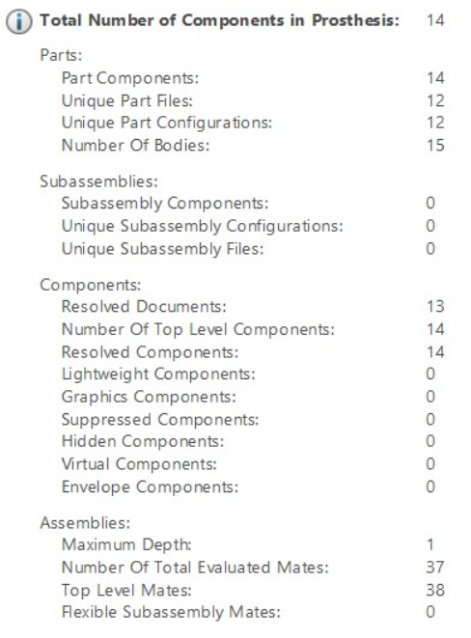 Total Number of Components in Prosthesis: 14
Parts:
Part Components: 14
Unique Part Files: 12
Unique Part Configurations: 12
Number Of Bodies: 15
Subassemblies:
Subassembly Components: 0
Unique Subassembly Configurations: 0
Unique Subassembly Files: 0
Components:
Resolved Documents: 13
Number Of Top Level Components: 14
Resolved Components: 14
Lightweight Components: 0
Graphics Components: 0
Suppressed Components: 0
Hidden Components: 0
Virtual Components: 0
Envelope Components: 0
Assemblies:
Maximum Depth: 1
Number Of Total Evaluated Mates: 37
Top Level Mates: 38
Flexible Subassembly Mates: 0